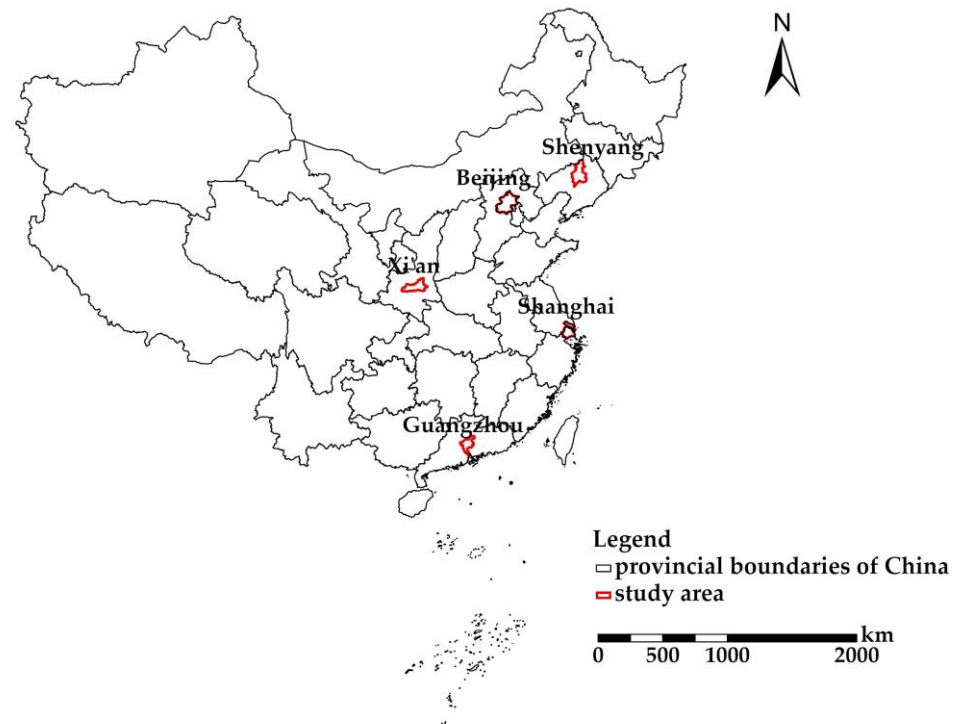 N
Shenyang
Beijing
Xi an
Shanghai
Guangzhou
Legend
provincial boundaries of China
study area
km
0 500 1000 2000